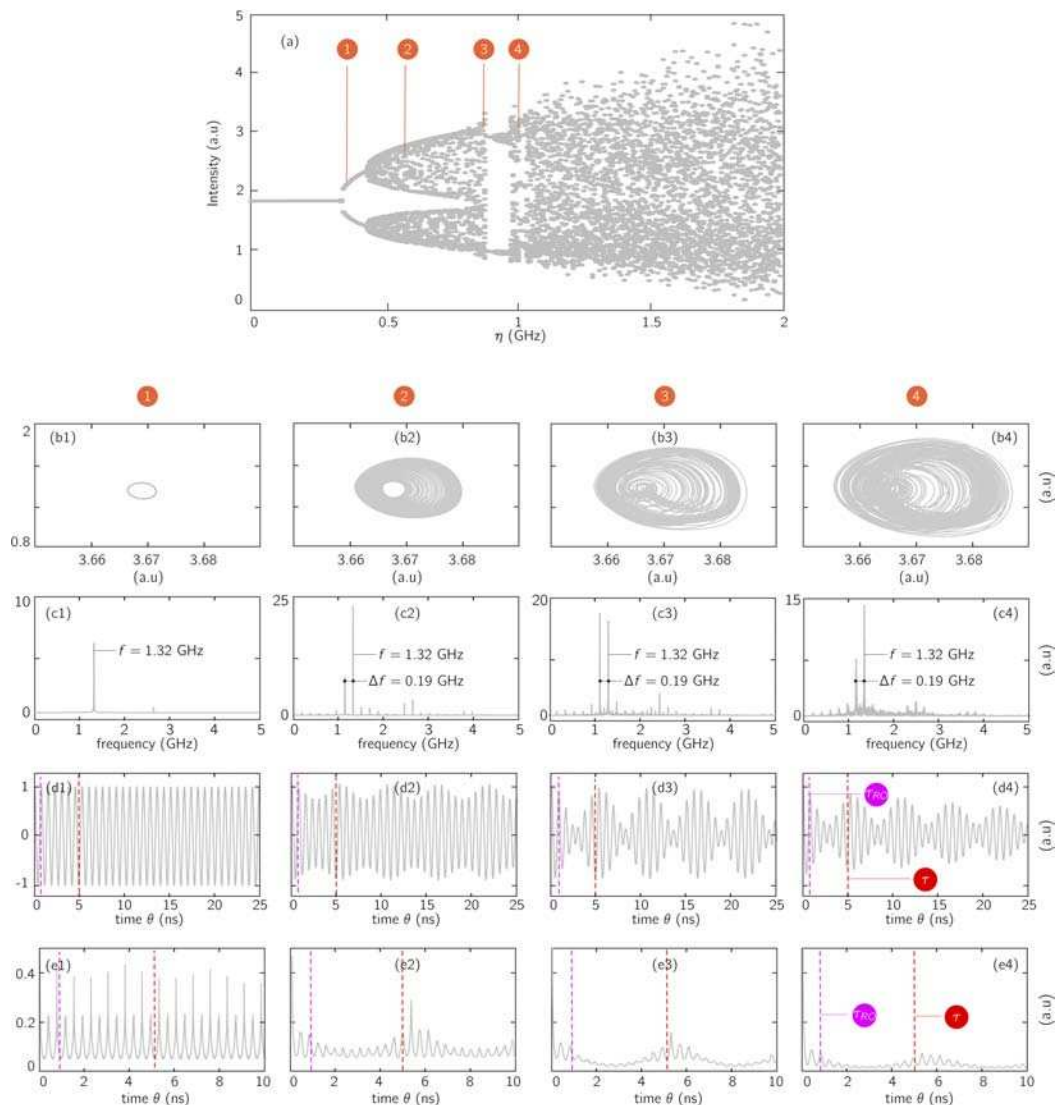 5
(a)
1 2 3 4
4
3
2
1
0
Intensity (a.u)
0 0.5 1 1.5 2
η (GHz)
1 2 3 4
2 (b1) (b2) (b3) (b4)
0.8
(a.u)
3.66 3.67 3.68 3.66 3.67 3.68 3.66 3.67 3.68 3.66 3.67 3.68
(a.u) (a.u) (a.u) (a.u)
10 (c1) 25 (c2) 20 (c3) 15 (c4)
f = 1.32 GHz f = 1.32 GHz f = 1.32 GHz f = 1.32 GHz
Δf = 0.19 GHz Δf = 0.19 GHz Δf = 0.19 GHz
5 (a.u)
0 0 0 0
0 1 2 3 4 5 0 1 2 3 4 5 0 1 2 3 4 5 0 1 2 3 4 5
frequency (GHz) frequency (GHz) frequency (GHz) frequency (GHz)
1 (d1) (d2) (d3) (d4)
τRO
0 (a.u)
τ
-1
0 5 10 15 20 25 0 5 10 15 20 25 0 5 10 15 20 25 0 5 10 15 20 25
time θ (ns) time θ (ns) time θ (ns) time θ (ns)
(e1) (e2) (e3) (e4)
0.4
0.2 τRO τ (a.u)
0
0 2 4 6 8 10 0 2 4 6 8 10 0 2 4 6 8 10 0 2 4 6 8 10
time θ (ns) time θ (ns) time θ (ns) time θ (ns)